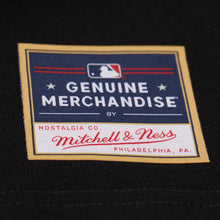 GENUINE
MERCHANDISE
BY
NOSTALGIA CO.
Mitchell & Ness
PHILADELPHIA, PA.